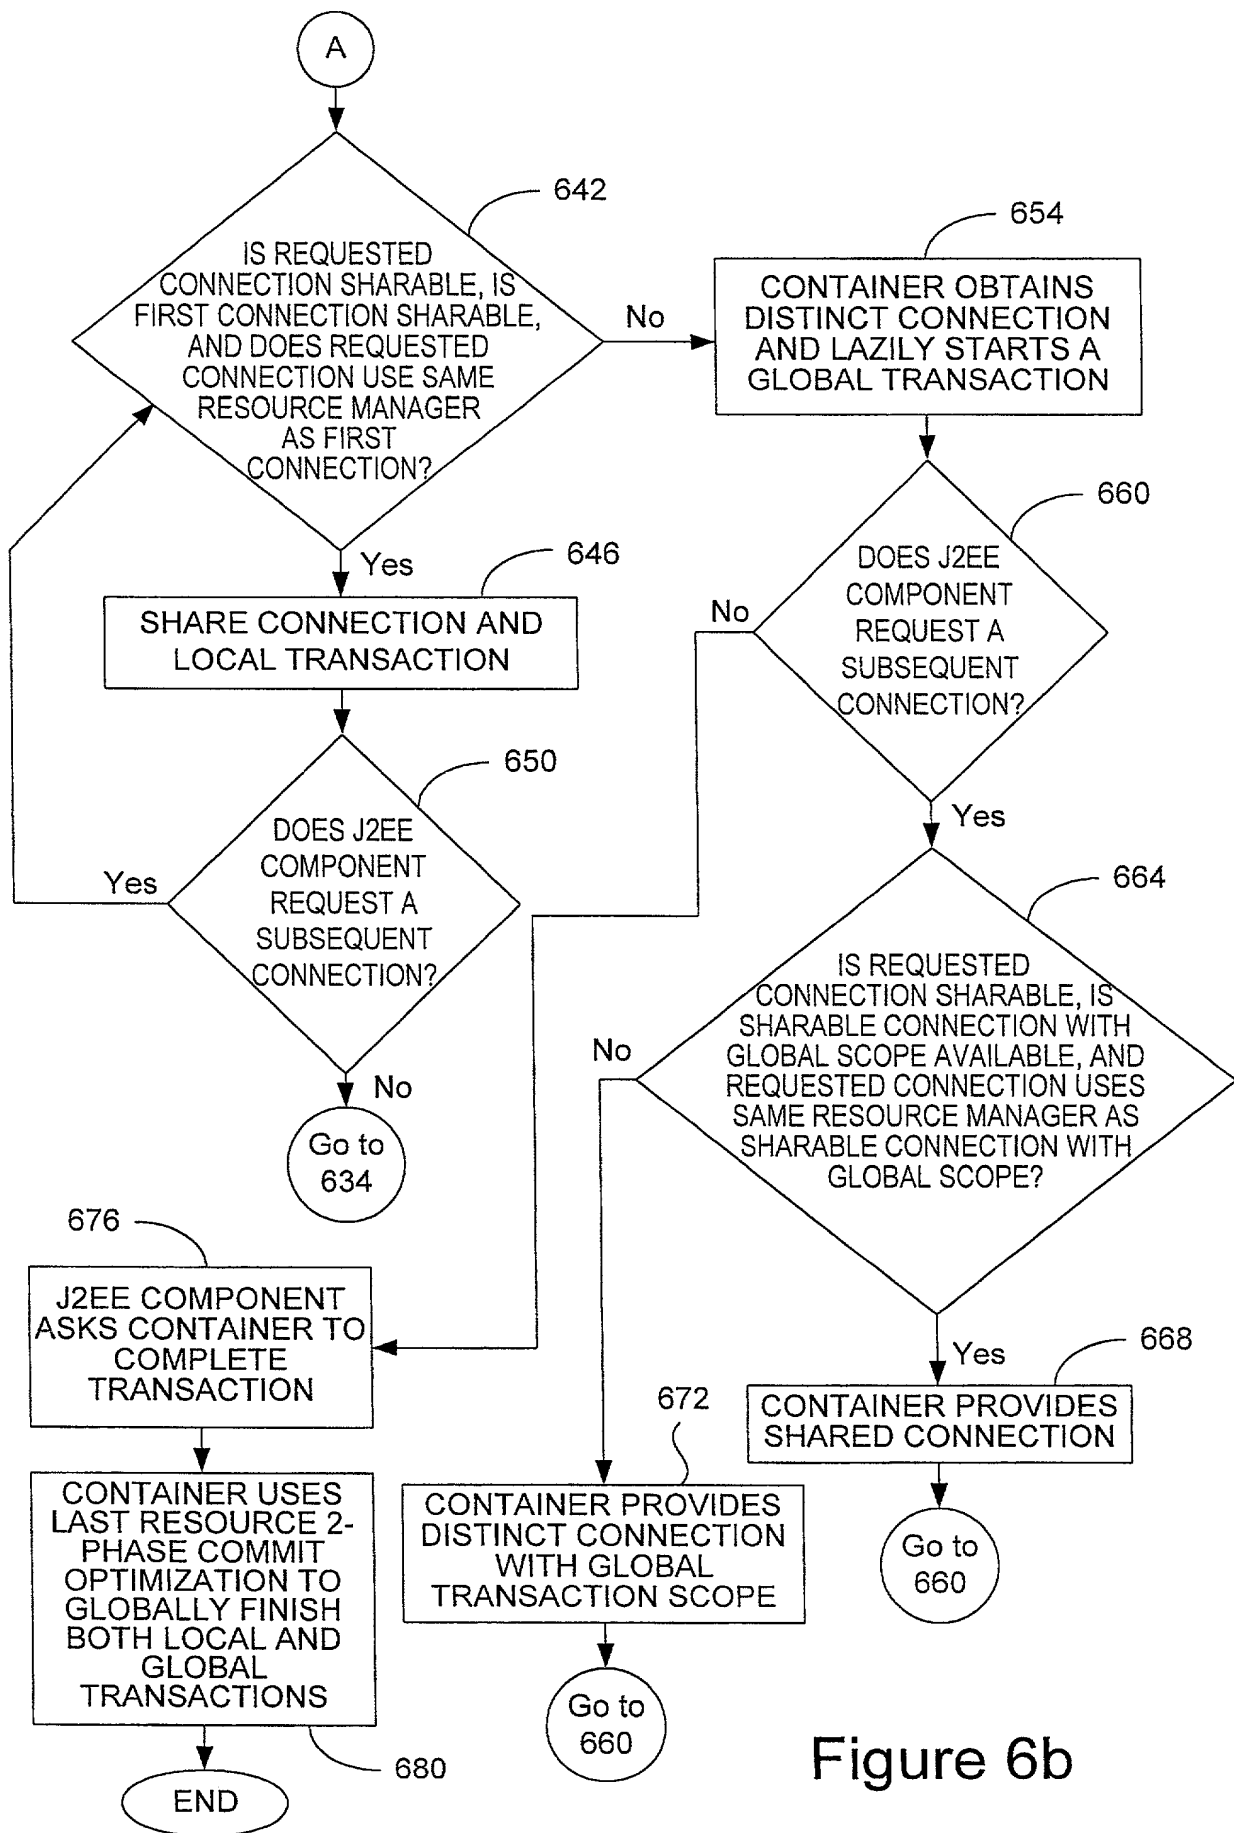 A
642
IS REQUESTED
CONNECTION SHARABLE, IS
FIRST CONNECTION SHARABLE,
AND DOES REQUESTED
CONNECTION USE SAME
RESOURCE MANAGER
AS FIRST
CONNECTION?
No
654
CONTAINER OBTAINS
DISTINCT CONNECTION
AND LAZILY STARTS A
GLOBAL TRANSACTION
Yes
646
SHARE CONNECTION AND
LOCAL TRANSACTION
660
DOES J2EE
COMPONENT
REQUEST A
SUBSEQUENT
CONNECTION?
No
Yes
650
DOES J2EE
COMPONENT
REQUEST A
SUBSEQUENT
CONNECTION?
Yes
No
Go to
634
664
IS REQUESTED
CONNECTION SHARABLE, IS
SHARABLE CONNECTION WITH
GLOBAL SCOPE AVAILABLE, AND
REQUESTED CONNECTION USES
SAME RESOURCE MANAGER AS
SHARABLE CONNECTION WITH
GLOBAL SCOPE?
No
Yes
668
CONTAINER PROVIDES
SHARED CONNECTION
Go to
660
672
CONTAINER PROVIDES
DISTINCT CONNECTION
WITH GLOBAL
TRANSACTION SCOPE
Go to
660
676
J2EE COMPONENT
ASKS CONTAINER TO
COMPLETE
TRANSACTION
CONTAINER USES
LAST RESOURCE 2-
PHASE COMMIT
OPTIMIZATION TO
GLOBALLY FINISH
BOTH LOCAL AND
GLOBAL
TRANSACTIONS
680
END
Figure 6b